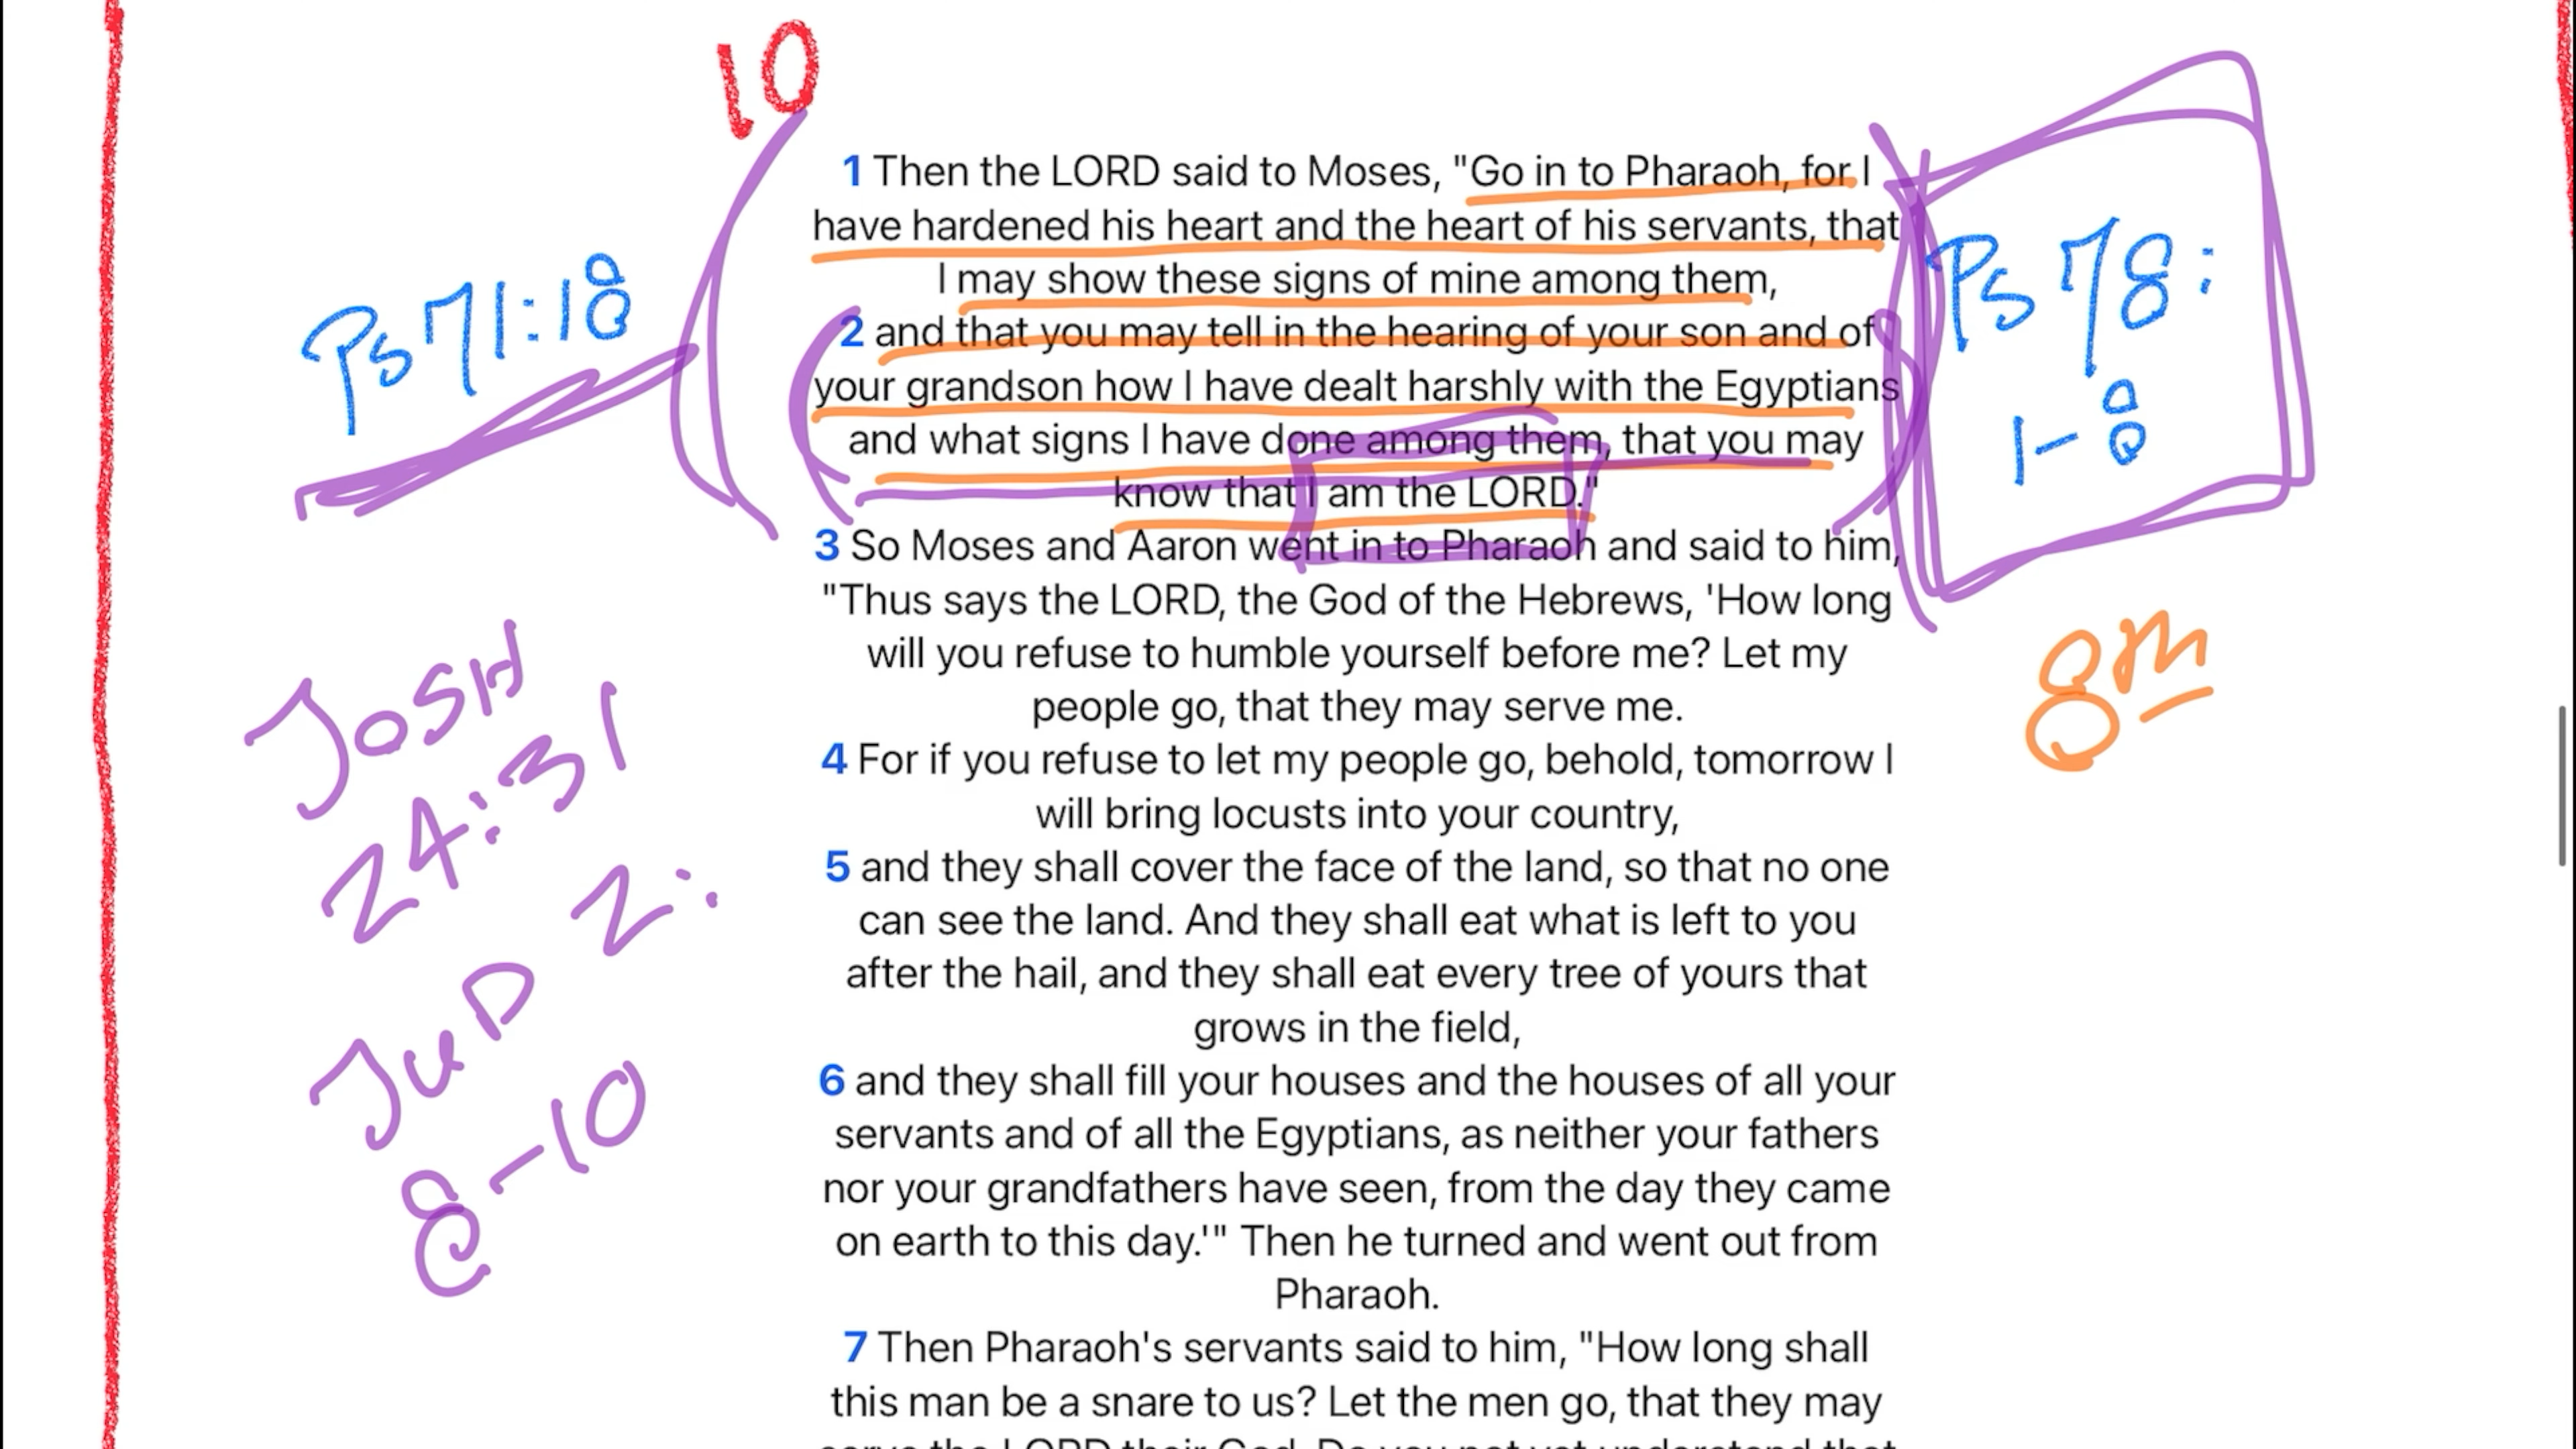 10
1 Then the LORD said to Moses, "Go in to Pharaoh, for I
have hardened his heart and the heart of his servants, that
I may show these signs of mine among them,
2 and that you may tell in the hearing of your son and of
your grandson how I have dealt harshly with the Egyptians
and what signs I have done among them, that you may
know that I am the LORD."
3 So Moses and Aaron went in to Pharaoh and said to him,
"Thus says the LORD, the God of the Hebrews, 'How long
will you refuse to humble yourself before me? Let my
people go, that they may serve me.
4 For if you refuse to let my people go, behold, tomorrow I
will bring locusts into your country,
5 and they shall cover the face of the land, so that no one
can see the land. And they shall eat what is left to you
after the hail, and they shall eat every tree of yours that
grows in the field,
6 and they shall fill your houses and the houses of all your
servants and of all the Egyptians, as neither your fathers
nor your grandfathers have seen, from the day they came
on earth to this day.'" Then he turned and went out from
Pharaoh.
7 Then Pharaoh's servants said to him, "How long shall
this man be a snare to us? Let the men go, that they may
serve the LORD their God. Do you not yet understand that
Ps 71:18
JOSH
24:31
JUD 2:
8-10
Ps 78:
1-8
8th